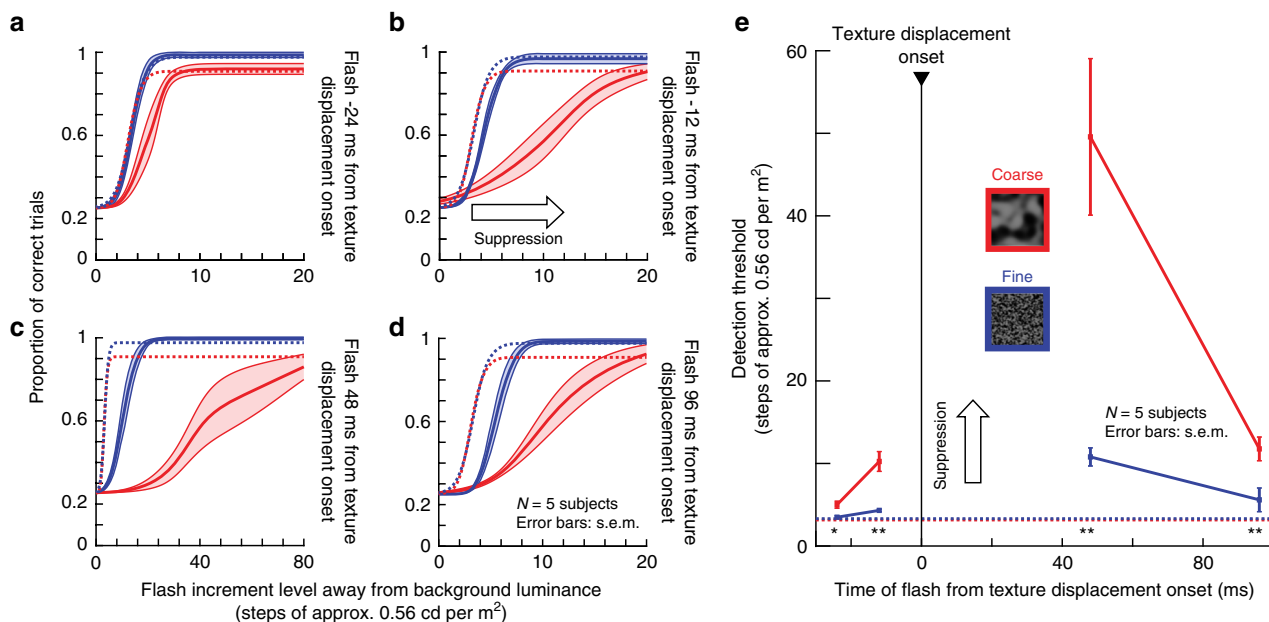 a
1
0.6
0.2
0
0
10
20
Flash -24 ms from texture
displacement onset
b
1
0.6
0.2
0
0
10
20
Suppression
Flash -12 ms from texture
displacement onset
c
1
0.6
0.2
0
0
40
80
Flash 48 ms from texture
displacement onset
d
1
0.6
0.2
0
0
10
20
N = 5 subjects
Error bars: s.e.m.
Flash 96 ms from texture
displacement onset
Proportion of correct trials
Flash increment level away from background luminance
(steps of approx. 0.56 cd per m²)
e
Texture displacement
onset
60
40
20
0
Detection threshold
(steps of approx. 0.56 cd per m²)
Coarse
Fine
Suppression
N = 5 subjects
Error bars: s.e.m.
* ** ** **
0
40
80
Time of flash from texture displacement onset (ms)